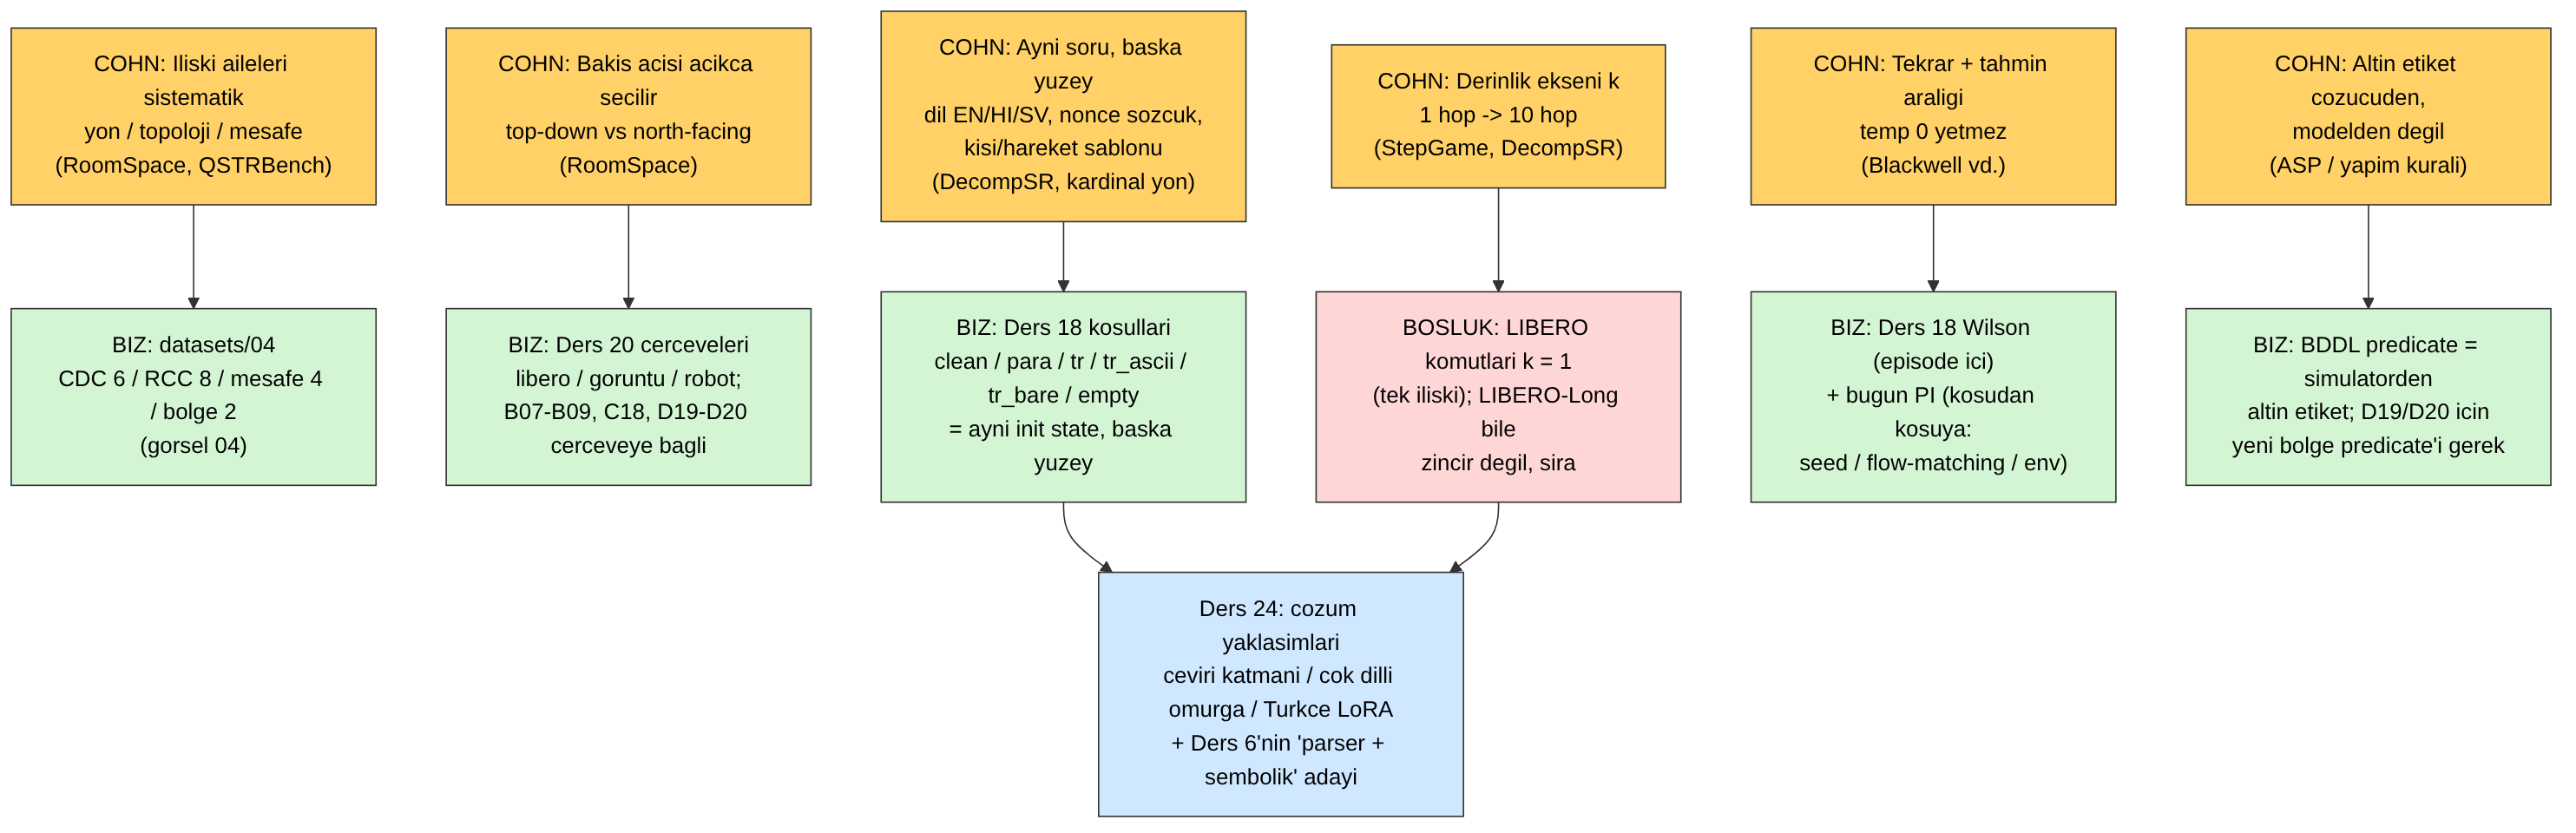 COHN: Iliski aileleri
sistematik
yon / topoloji / mesafe
(RoomSpace, QSTRBench)
COHN: Bakis acisi acikca
secilir
top-down vs north-facing
(RoomSpace)
COHN: Ayni soru, baska
yuzey
dil EN/HI/SV, nonce sozcuk,
kisi/hareket sablonu
(DecompSR, kardinal yon)
COHN: Derinlik ekseni k
1 hop -> 10 hop
(StepGame, DecompSR)
COHN: Tekrar + tahmin
araligi
temp 0 yetmez
(Blackwell vd.)
COHN: Altin etiket
cozucuden,
modelden degil
(ASP / yapim kurali)
BIZ: datasets/04
CDC 6 / RCC 8 / mesafe 4
/ bolge 2
(gorsel 04)
BIZ: Ders 20 cerceveleri
libero / goruntu / robot;
B07-B09, C18, D19-D20
cerceveye bagli
BIZ: Ders 18 kosullari
clean / para / tr / tr_ascii /
tr_bare / empty
= ayni init state, baska
yuzey
BOSLUK: LIBERO
komutlari k = 1
(tek iliski); LIBERO-Long
bile
zincir degil, sira
BIZ: Ders 18 Wilson
(episode ici)
+ bugun PI (kosudan
kosuya:
seed / flow-matching / env)
BIZ: BDDL predicate =
simulatorden
altin etiket; D19/D20 icin
yeni bolge predicate'i gerek
Ders 24: cozum
yaklasimlari
ceviri katmani / cok dilli
omurga / Turkce LoRA
+ Ders 6'nin 'parser +
sembolik' adayi